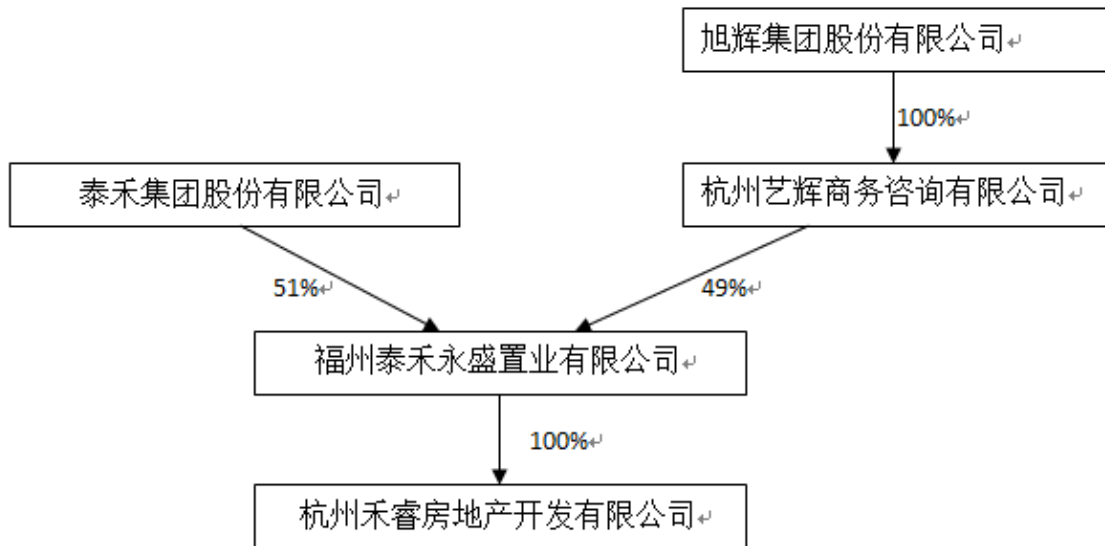 旭辉集团股份有限公司
100%
泰禾集团股份有限公司
杭州艺辉商务咨询有限公司
51%
49%
福州泰禾永盛置业有限公司
100%
杭州禾睿房地产开发有限公司